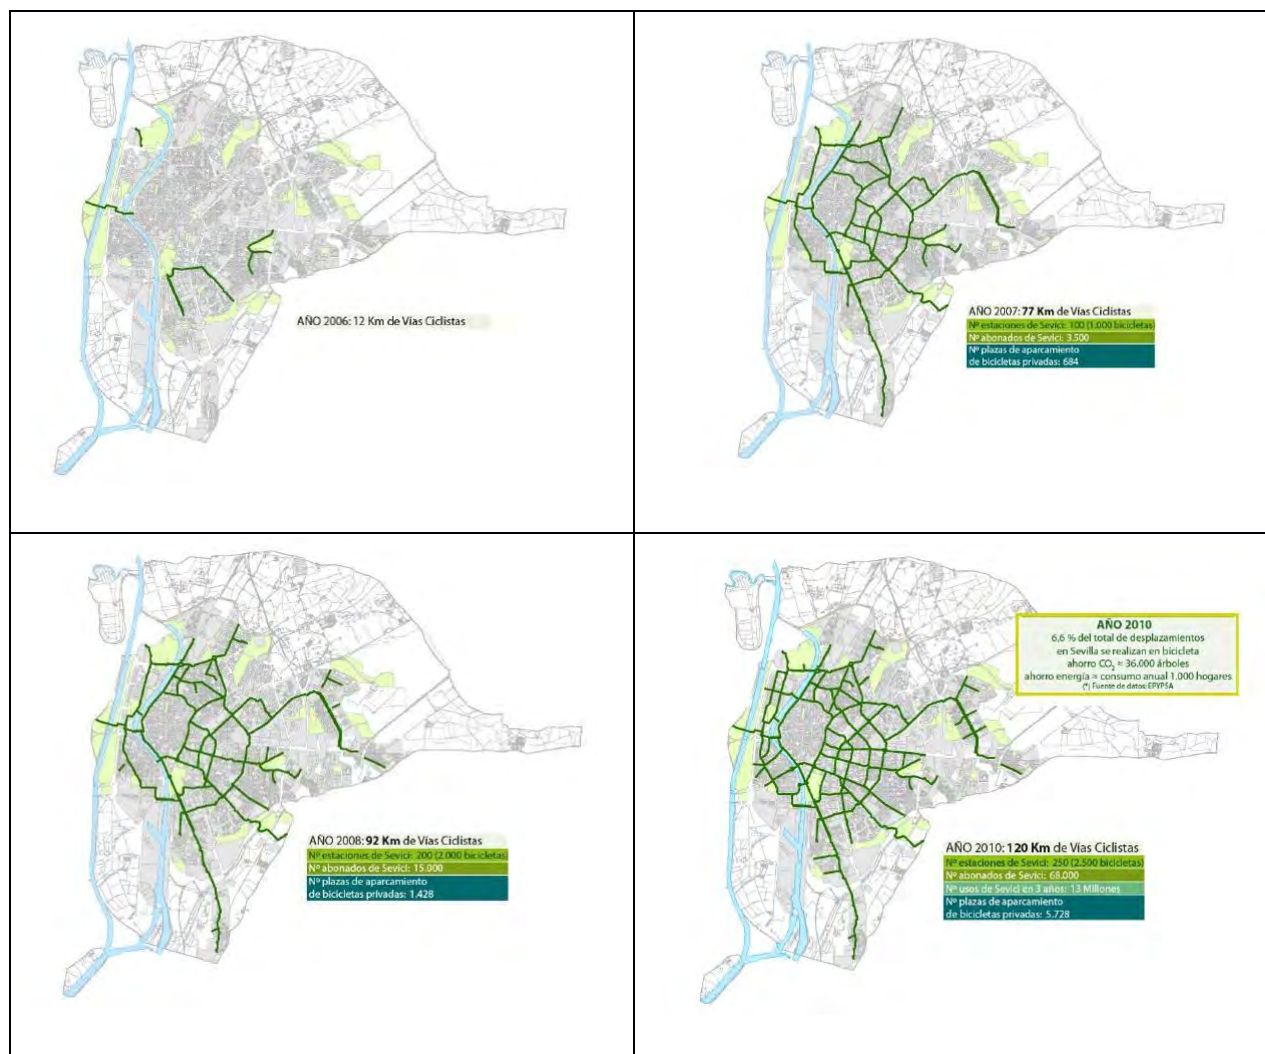 AÑO 2006: 12 Km de Vías Ciclistas
AÑO 2007: 77 Km de Vías Ciclistas
Nº estaciones de Sevici: 100 (1.000 bicicletas)
Nº abonados de Sevici: 3.500
Nº plazas de aparcamiento
de bicicletas privadas: 684
AÑO 2008: 92 Km de Vías Ciclistas
Nº estaciones de Sevici: 200 (2.000 bicicletas)
Nº abonados de Sevici: 15.000
Nº plazas de aparcamiento
de bicicletas privadas: 1.428
AÑO 2010
6,6 % del total de desplazamientos
en Sevilla se realizan en bicicleta
ahorro CO₂ ≈ 36.000 árboles
ahorro energía ≈ consumo anual 1.000 hogares
(*) Fuente de datos: EPYPSA
AÑO 2010: 120 Km de Vías Ciclistas
Nº estaciones de Sevici: 250 (2.500 bicicletas)
Nº abonados de Sevici: 68.000
Nº usos de Sevici en 3 años: 13 Millones
Nº plazas de aparcamiento
de bicicletas privadas: 5.728